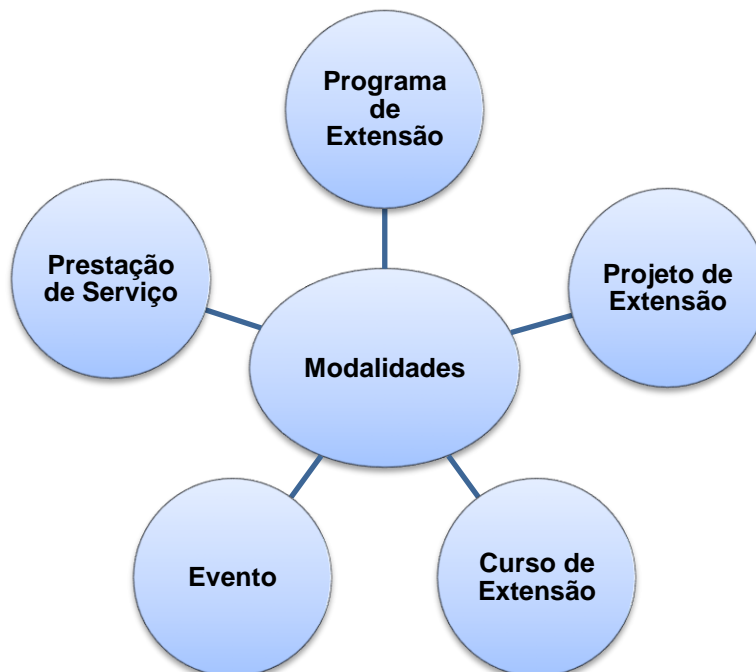 Programa
de
Extensão
Prestação
de Serviço
Projeto de
Extensão
Modalidades
Evento
Curso de
Extensão